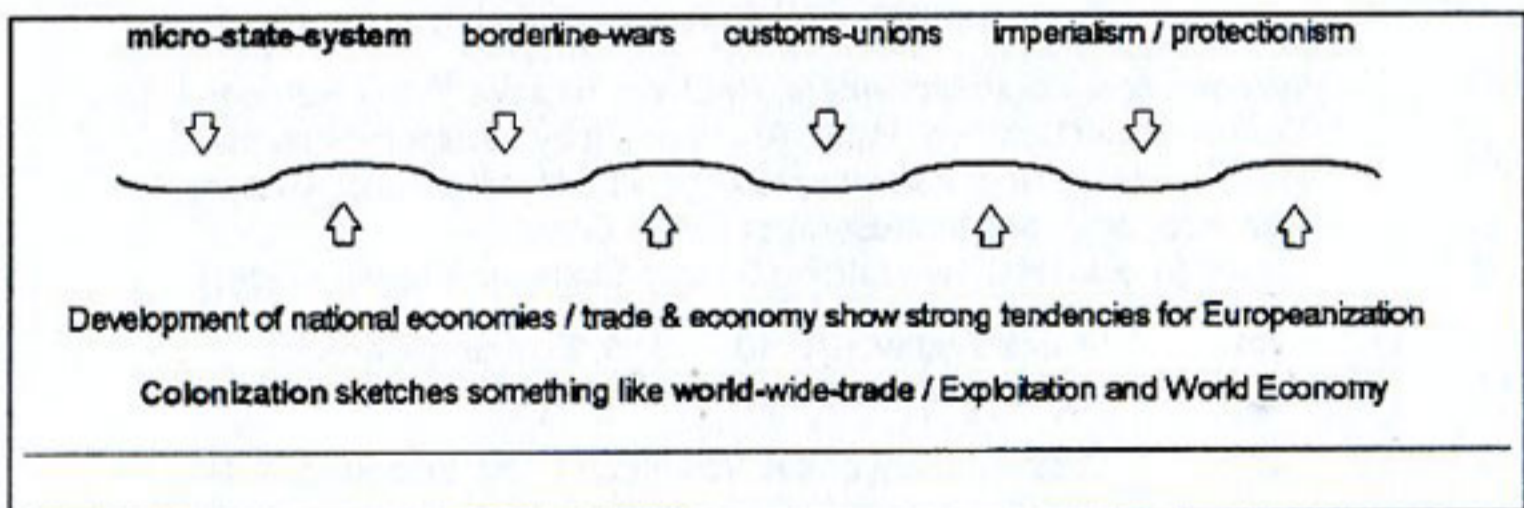 micro-state-system borderline-wars customs-unions imperialism / protectionism
Development of national economies / trade & economy show strong tendencies for Europeanization
Colonization sketches something like world-wide-trade / Exploitation and World Economy